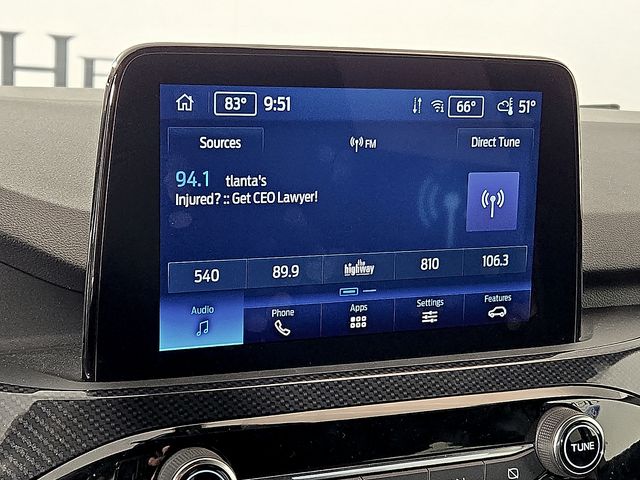 HE
83° 9:51 66° 51°
Sources FM Direct Tune
94.1 tlanta's
Injured? :: Get CEO Lawyer!
540 89.9 the highway 810 106.3
Audio Phone Apps Settings Features
TUNE